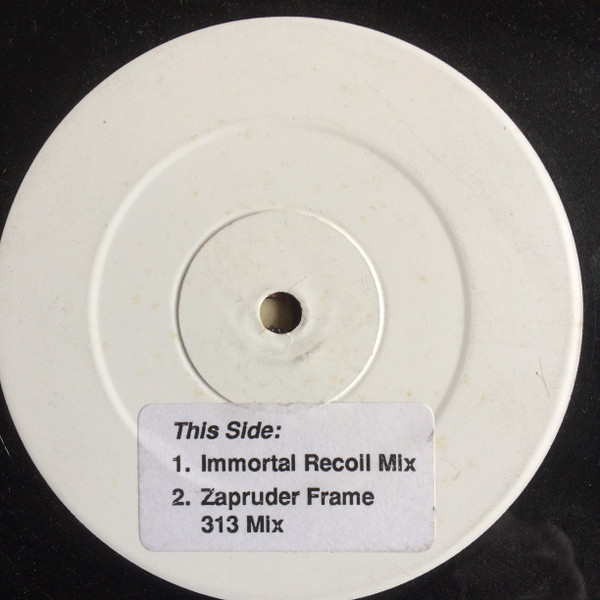 This Side:
1. Immortal Recoil Mix
2. Zapruder Frame
313 Mix